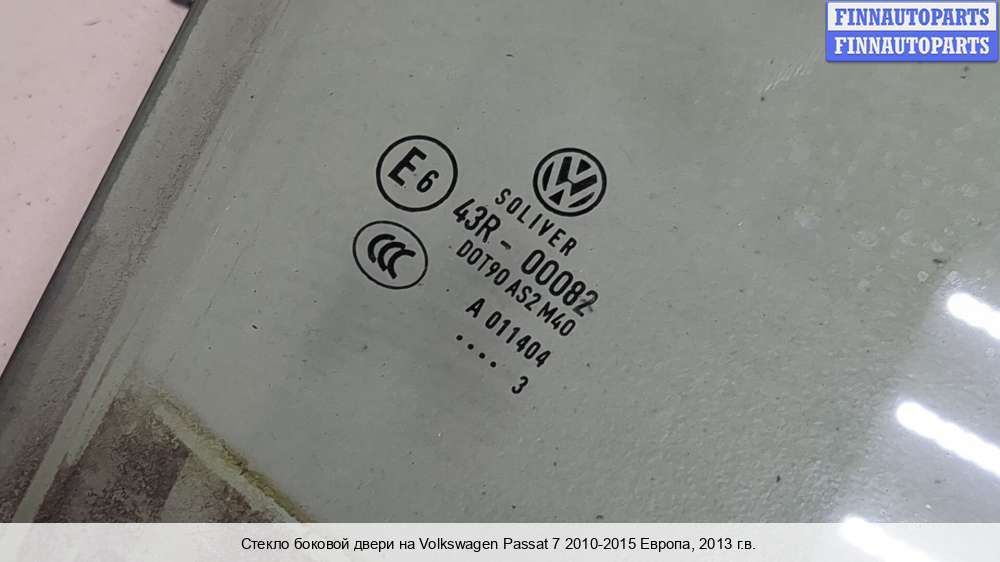 FINNAUTOPARTS
FINNAUTOPARTS
E6
SOLIVER
43R - 00082
DOT90 AS2 M40
CCC
A 011404
.... 3
Стекло боковой двери на Volkswagen Passat 7 2010-2015 Европа, 2013 г.в.